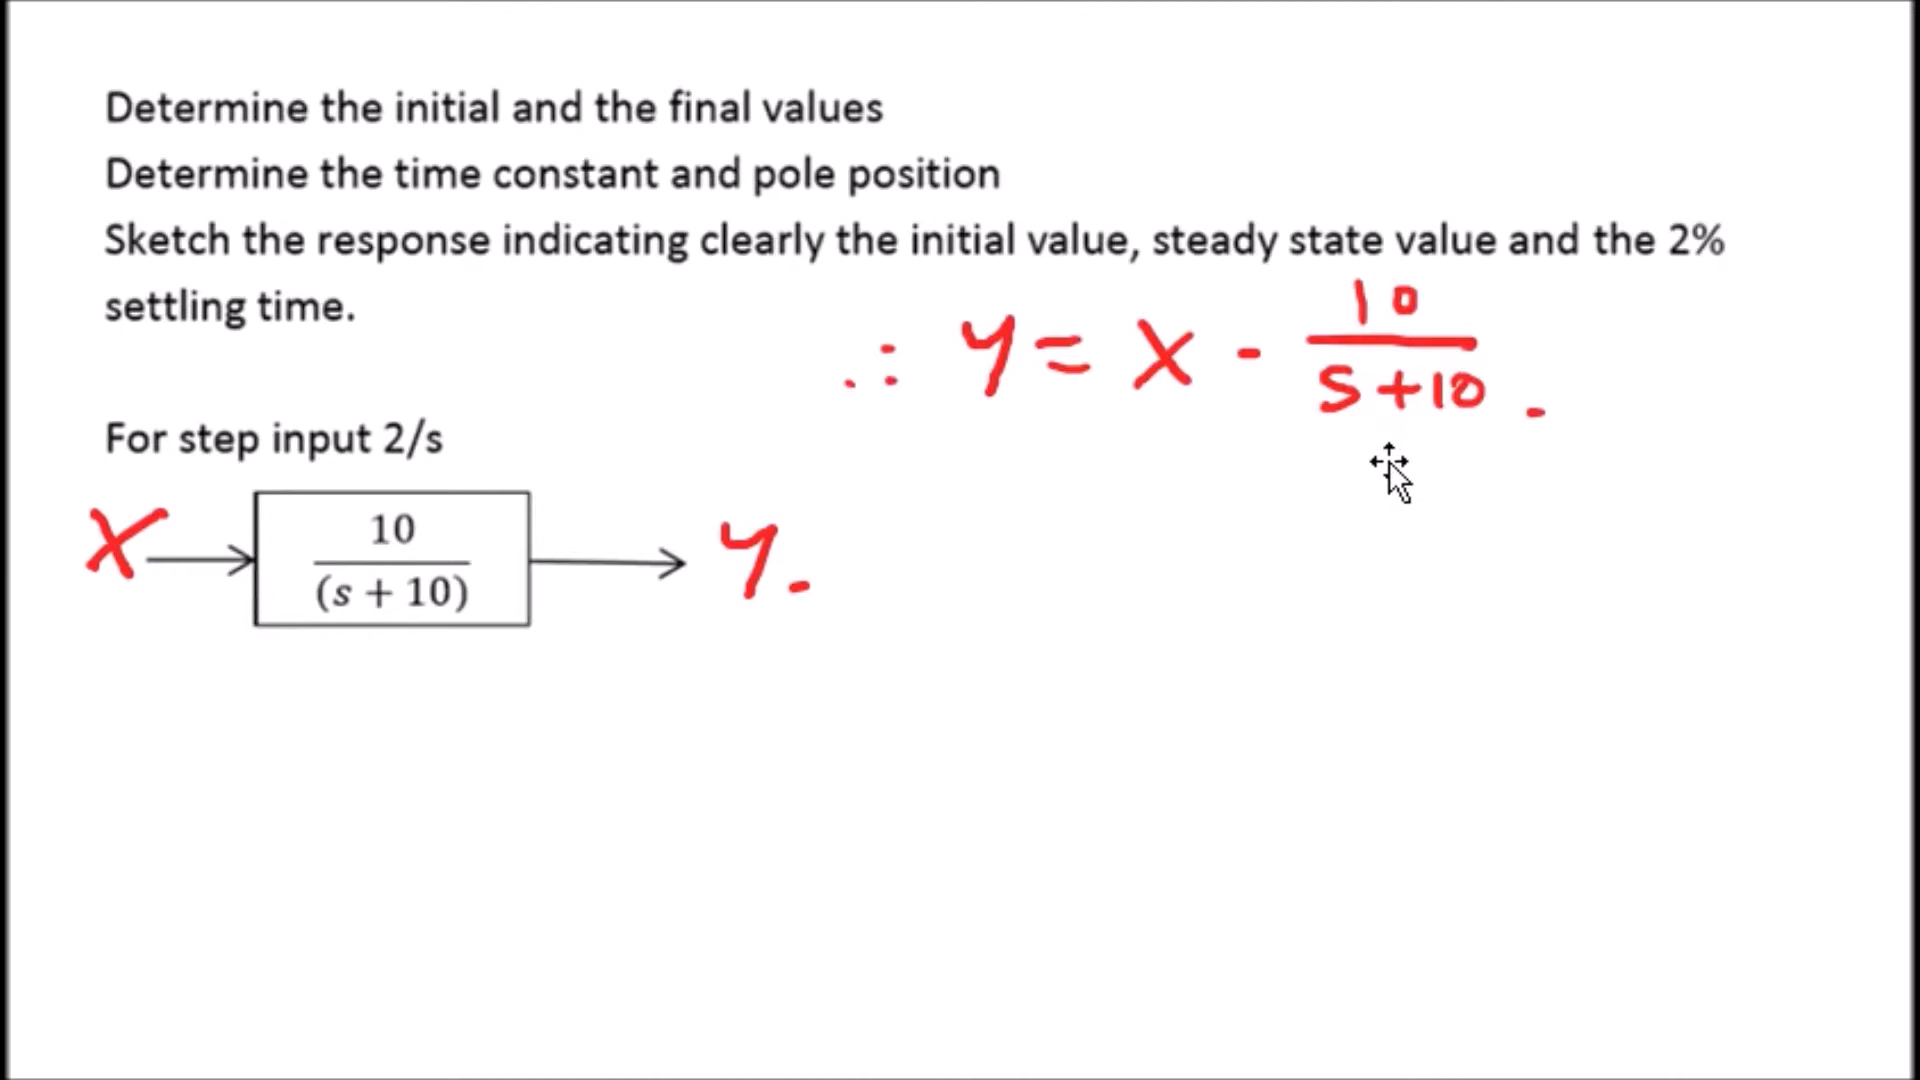 Determine the initial and the final values
Determine the time constant and pole position
Sketch the response indicating clearly the initial value, steady state value and the 2%
settling time.
∴ y = x - 10
s+10 .
For step input 2/s
x
10
(s + 10)
y.